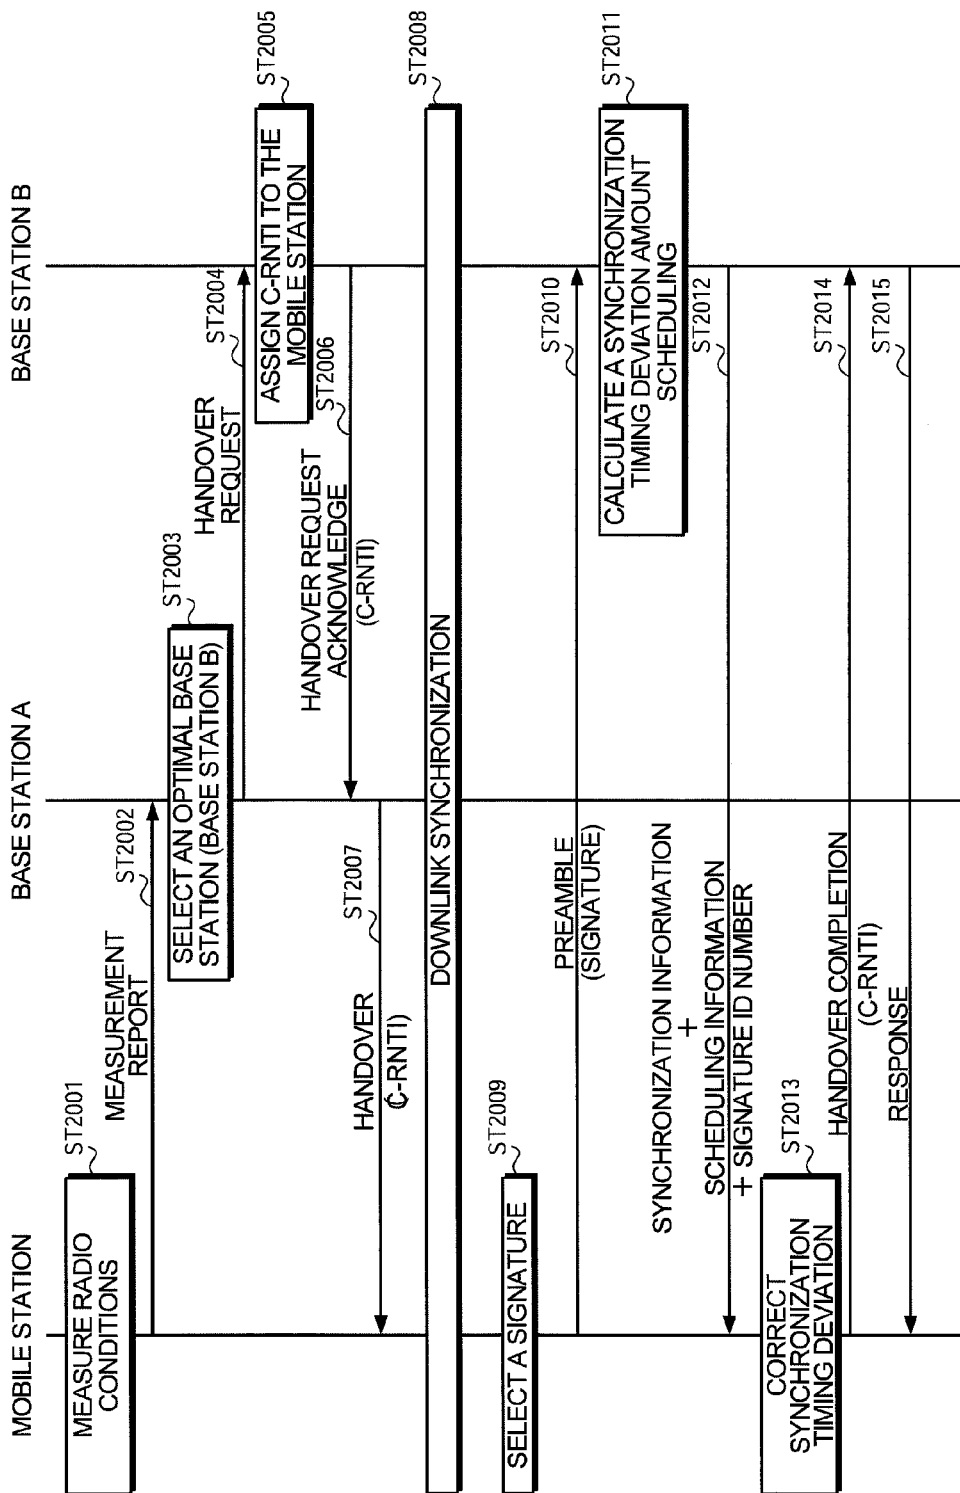 MOBILE STATION
BASE STATION A
BASE STATION B
MEASURE RADIO
CONDITIONS
ST2001
MEASUREMENT
REPORT
ST2002
SELECT AN OPTIMAL BASE
STATION (BASE STATION B)
ST2003
HANDOVER
REQUEST
ST2004
ASSIGN C-RNTI TO THE
MOBILE STATION
ST2005
HANDOVER REQUEST
ACKNOWLEDGE
(C-RNTI)
ST2006
HANDOVER
(C-RNTI)
ST2007
DOWNLINK SYNCHRONIZATION
ST2008
SELECT A SIGNATURE
ST2009
PREAMBLE
(SIGNATURE)
ST2010
CALCULATE A SYNCHRONIZATION
TIMING DEVIATION AMOUNT
SCHEDULING
ST2011
SYNCHRONIZATION INFORMATION
+
SCHEDULING INFORMATION
+ SIGNATURE ID NUMBER
ST2012
CORRECT
SYNCHRONIZATION
TIMING DEVIATION
ST2013
HANDOVER COMPLETION
(C-RNTI)
ST2014
RESPONSE
ST2015